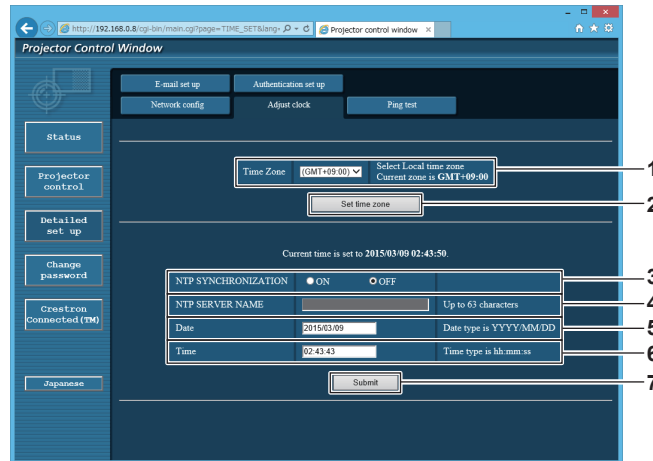 http://192.168.0.8/cgi-bin/main.cgi?page=TIME_SET&lang=
Projector control window
Projector Control Window
E-mail set up
Authentication set up
Network config
Adjust clock
Ping test
Status
Projector
control
Detailed
set up
Change
password
Crestron
Connected(TM)
Japanese
Time Zone
(GMT+09:00)
Select Local time zone
Current zone is GMT+09:00
1
Set time zone
2
Current time is set to 2015/03/09 02:43:50.
NTP SYNCHRONIZATION
ON
OFF
3
NTP SERVER NAME
Up to 63 characters
4
Date
2015/03/09
Date type is YYYY/MM/DD
5
Time
02:43:43
Time type is hh:mm:ss
6
Submit
7